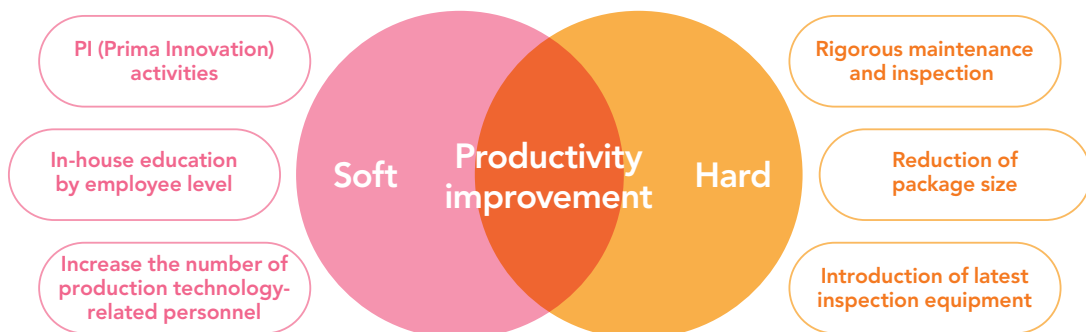 PI (Prima Innovation)
activities
In-house education
by employee level
Increase the number of
production technology-
related personnel
Soft
Productivity
improvement
Hard
Rigorous maintenance
and inspection
Reduction of
package size
Introduction of latest
inspection equipment